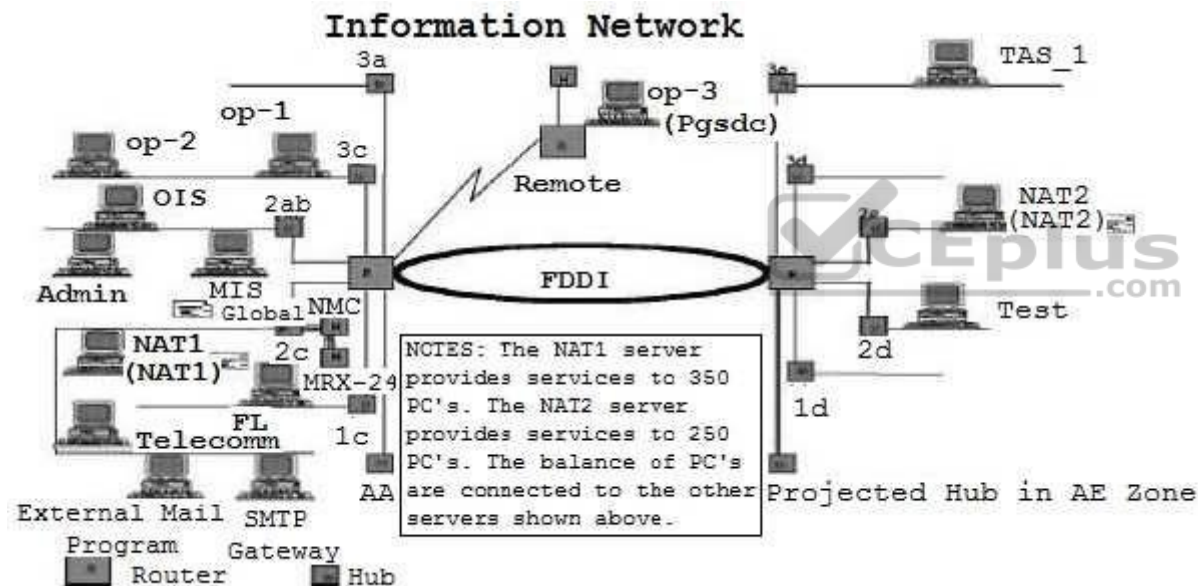 Information Network
3a
TAS_1
op-1
op-3
(Pgsdc)
op-2
3c
3d
Remote
OIS
2ab
NAT2
(NAT2)
CEplus
.com
FDDI
Admin
MIS
Global
NMC
Test
NAT1
(NAT1)
2c
2d
MRX-24
FL
Telecomm
1c
1d
NOTES: The NAT1 server
provides services to 350
PC's. The NAT2 server
provides services to 250
PC's. The balance of PC's
are connected to the other
servers shown above.
AA
Projected Hub in AE Zone
External Mail
Program
SMTP
Gateway
Router
Hub